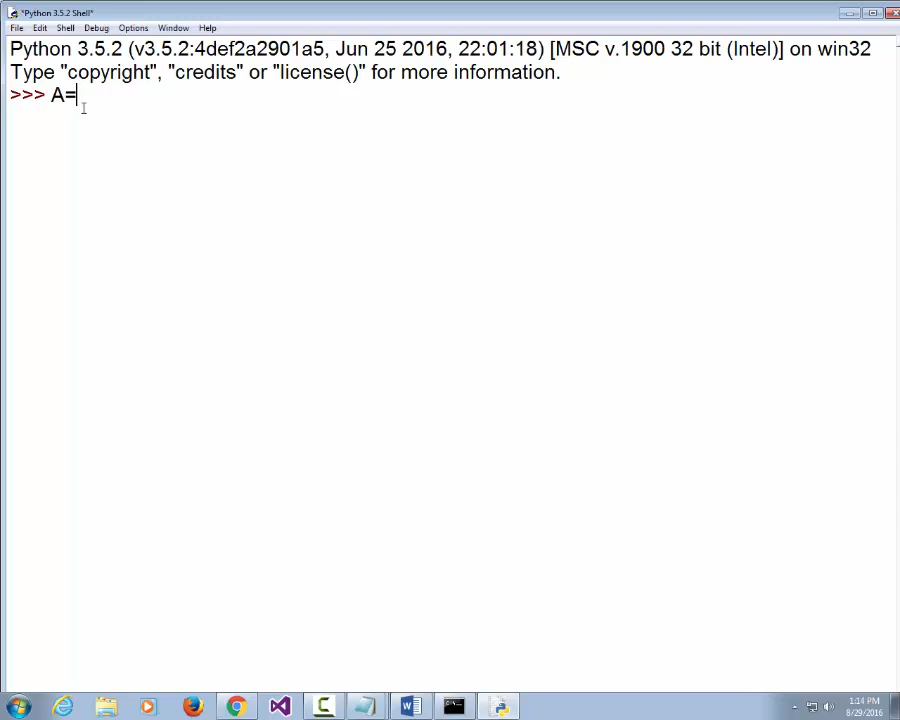 *Python 3.5.2 Shell*
File Edit Shell Debug Options Window Help
Python 3.5.2 (v3.5.2:4def2a2901a5, Jun 25 2016, 22:01:18) [MSC v.1900 32 bit (Intel)] on win32
Type "copyright", "credits" or "license()" for more information.
>>> A=
1:14 PM
8/29/2016